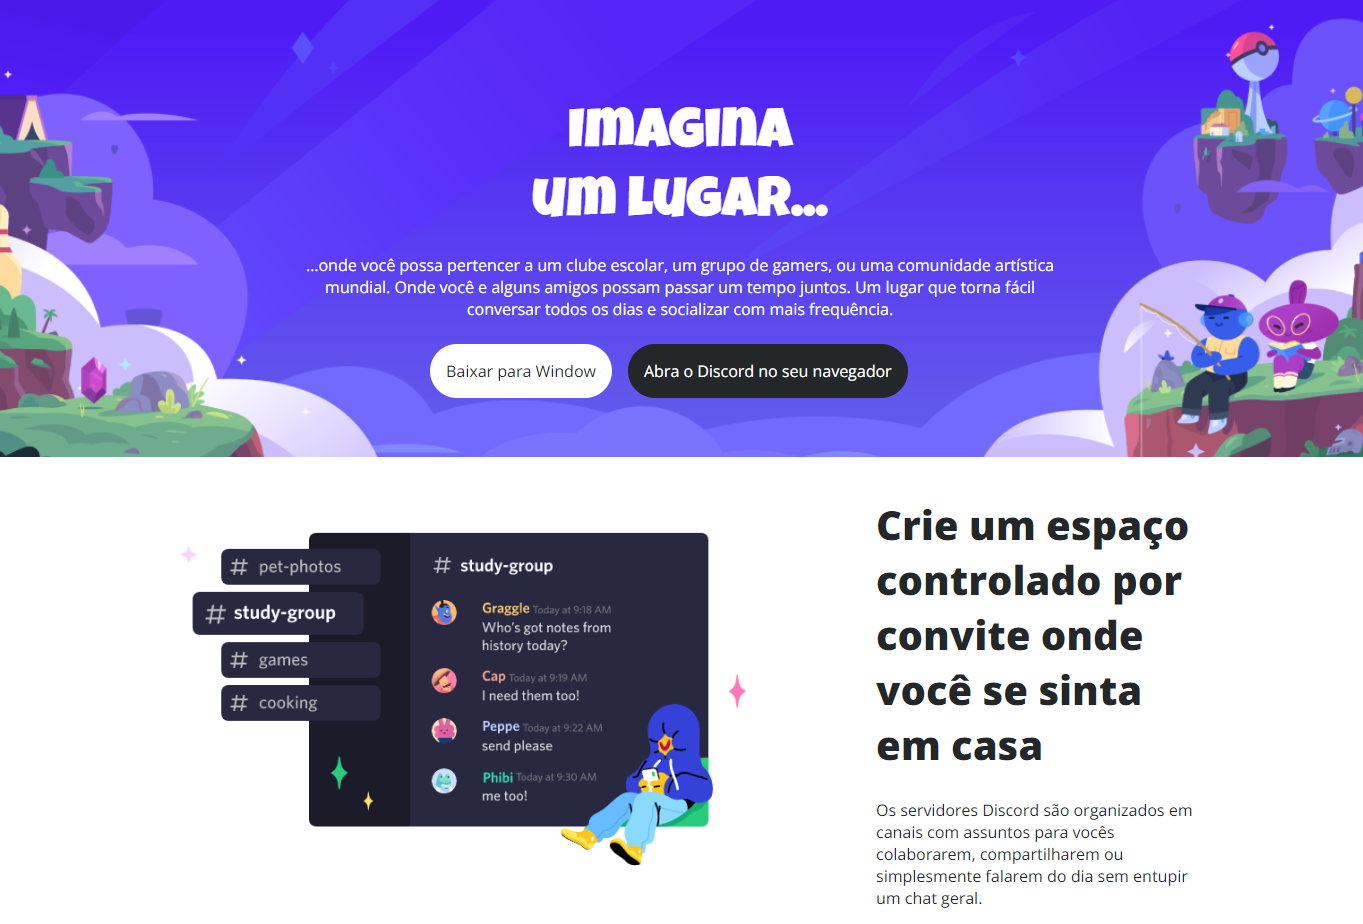 Imagina
um lugar...
...onde você possa pertencer a um clube escolar, um grupo de gamers, ou uma comunidade artística
mundial. Onde você e alguns amigos possam passar um tempo juntos. Um lugar que torna fácil
conversar todos os dias e socializar com mais frequência.
Baixar para Window
Abra o Discord no seu navegador
# pet-photos
# study-group
# games
# cooking
# study-group
Graggle Today at 9:18 AM
Who's got notes from
history today?
Cap Today at 9:19 AM
I need them too!
Peppe Today at 9:22 AM
send please
Phibi Today at 9:30 AM
me too!
Crie um espaço
controlado por
convite onde
você se sinta
em casa
Os servidores Discord são organizados em
canais com assuntos para vocês
colaborarem, compartilharem ou
simplesmente falarem do dia sem entupir
um chat geral.